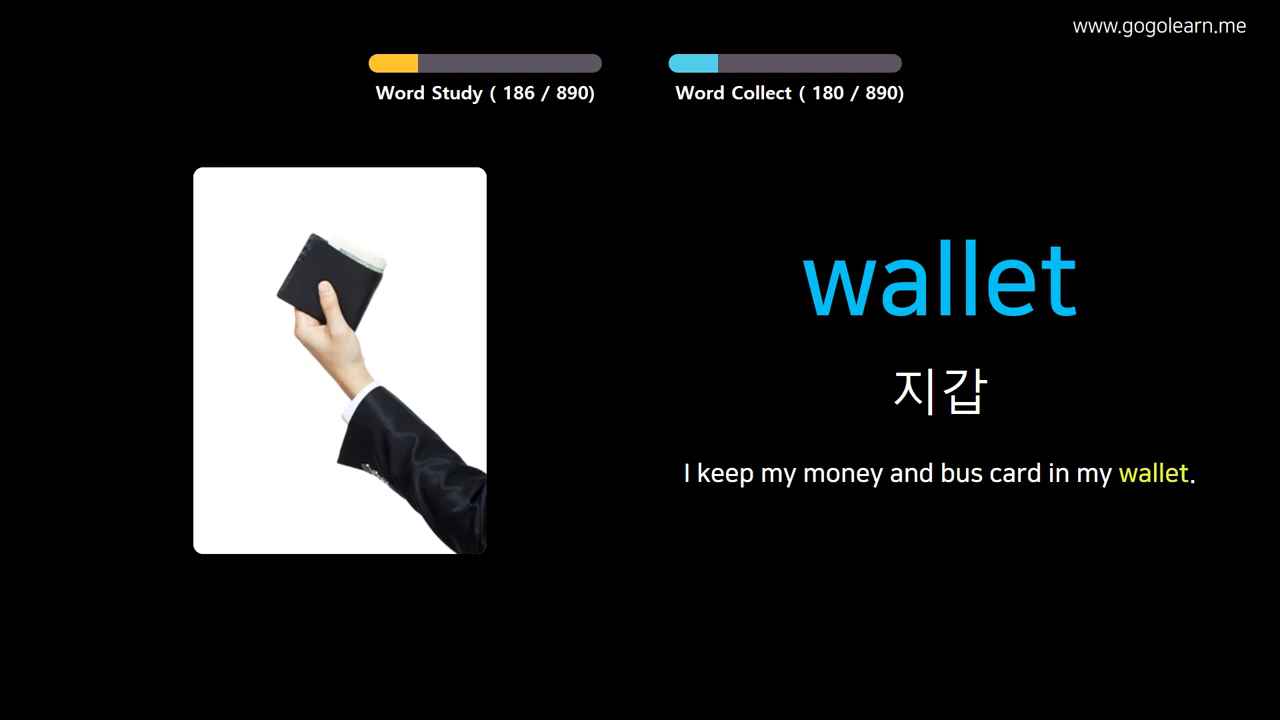 www.gogolearn.me
Word Study ( 186 / 890)
Word Collect ( 180 / 890)
wallet
지갑
I keep my money and bus card in my wallet.